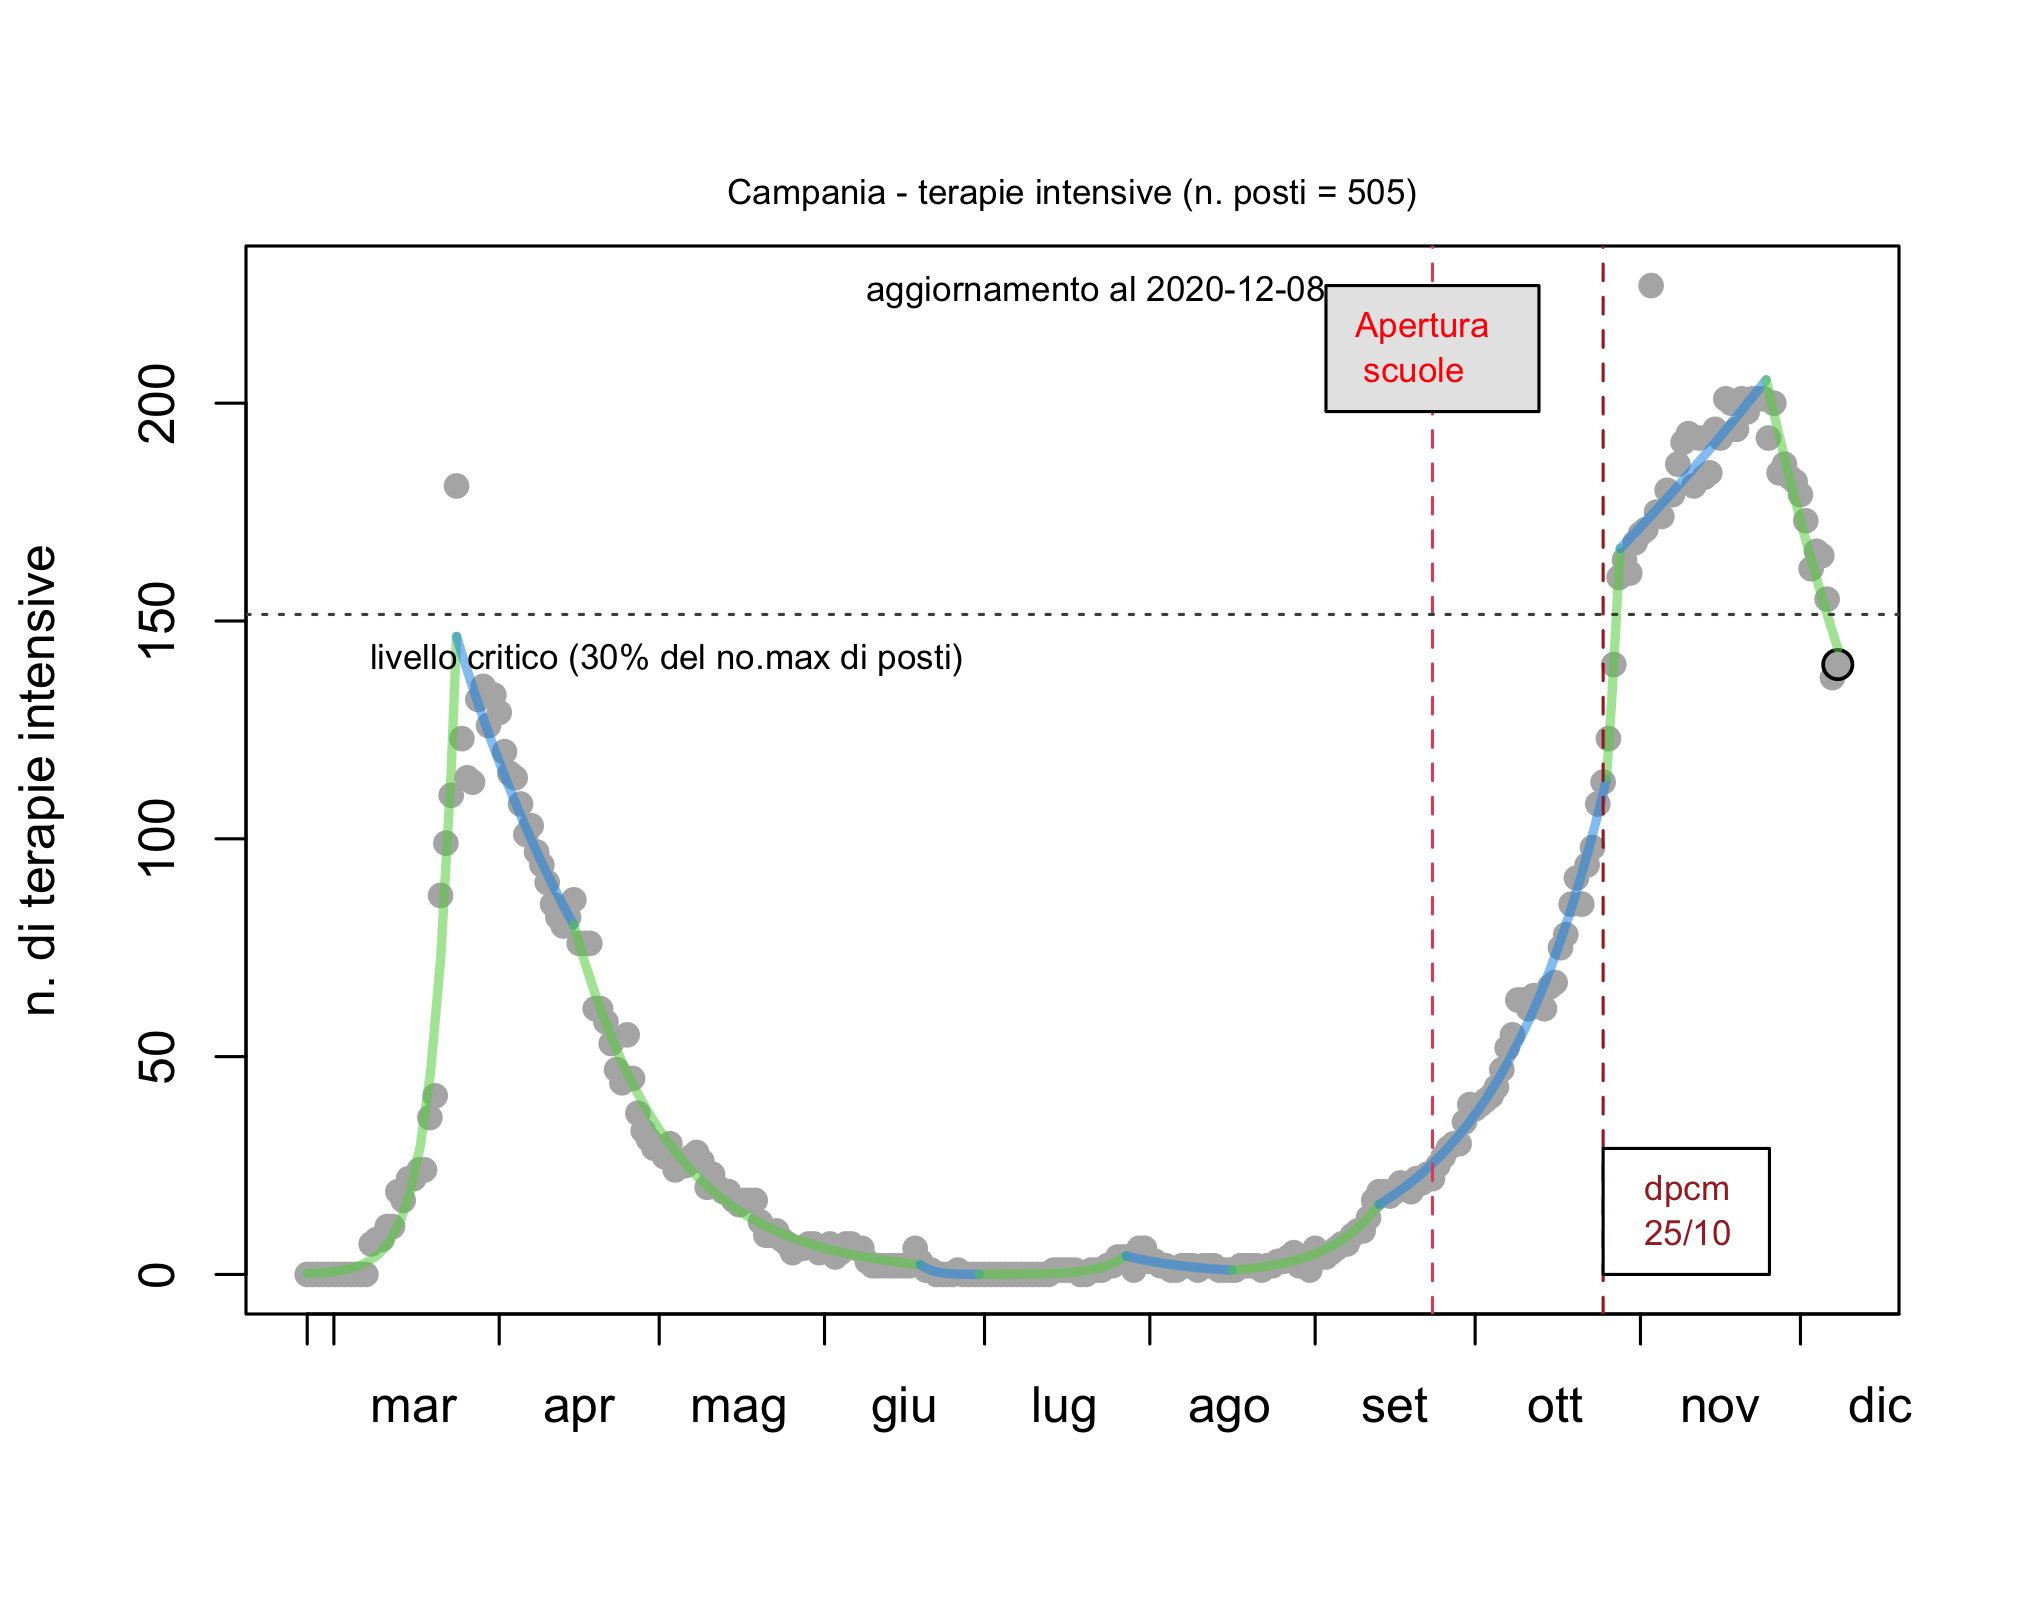 Campania - terapie intensive (n. posti = 505)
aggiornamento al 2020-12-08
Apertura
scuole
livello critico (30% del no.max di posti)
dpcm
25/10
n. di terapie intensive
200
150
100
50
0
mar apr mag giu lug ago set ott nov dic